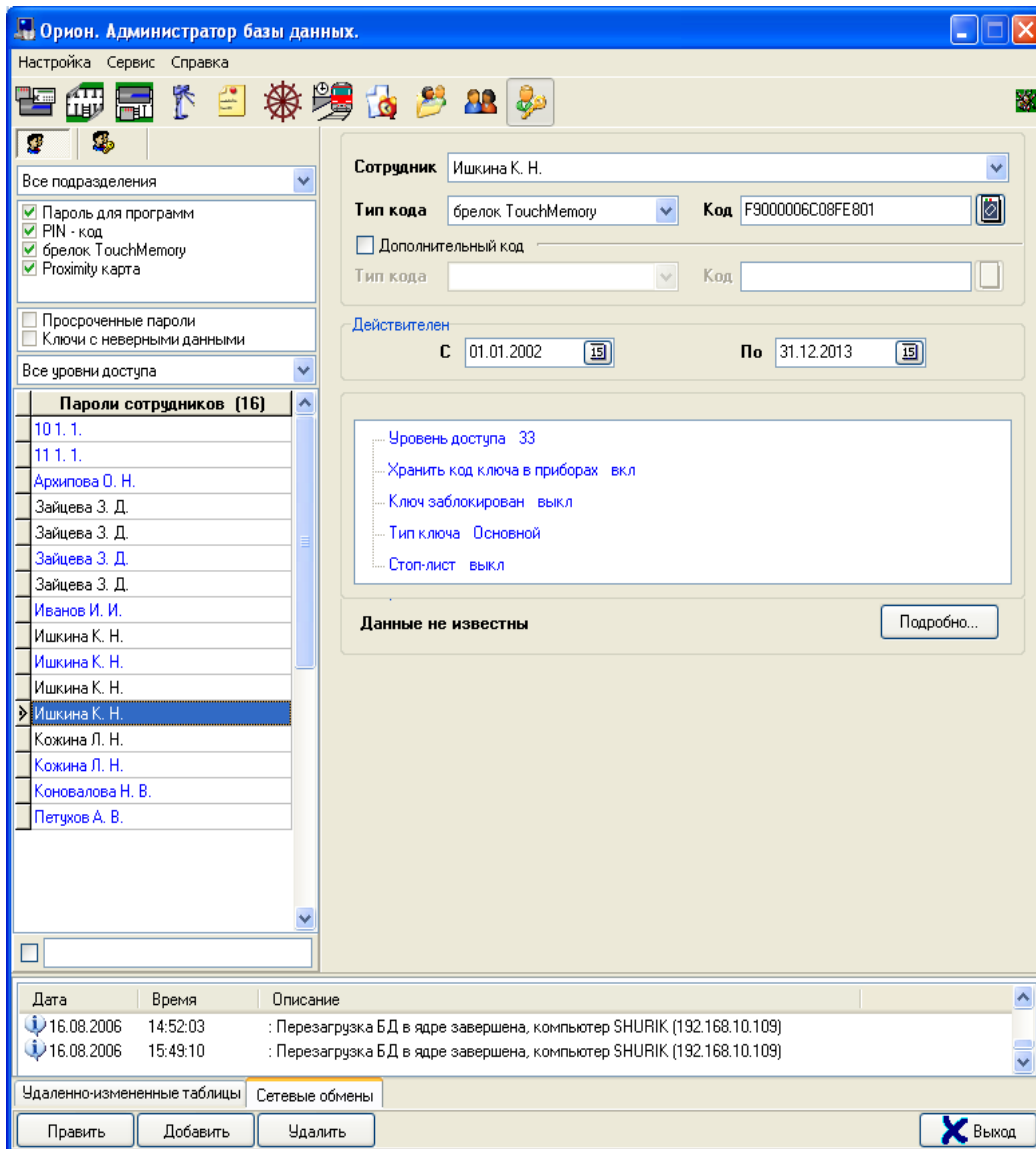 Орион. Администратор базы данных.
Настройка Сервис Справка
Все подразделения
Пароль для программ
PIN - код
брелок TouchMemory
Proximity карта
Просроченные пароли
Ключи с неверными данными
Все уровни доступа
Пароли сотрудников (16)
10 1. 1.
11 1. 1.
Архипова О. Н.
Зайцева З. Д.
Зайцева З. Д.
Зайцева З. Д.
Зайцева З. Д.
Иванов И. И.
Ишкина К. Н.
Ишкина К. Н.
Ишкина К. Н.
Ишкина К. Н.
Кожина Л. Н.
Кожина Л. Н.
Коновалова Н. В.
Петухов А. В.
Сотрудник Ишкина К. Н.
Тип кода брелок TouchMemory Код F9000006C08FE801
Дополнительный код
Тип кода Код
Действителен
С 01.01.2002 15 По 31.12.2013 15
Уровень доступа 33
Хранить код ключа в приборах вкл
Ключ заблокирован выкл
Тип ключа Основной
Стоп-лист выкл
Данные не известны Подробно...
Дата Время Описание
16.08.2006 14:52:03 : Перезагрузка БД в ядре завершена, компьютер SHURIK (192.168.10.109)
16.08.2006 15:49:10 : Перезагрузка БД в ядре завершена, компьютер SHURIK (192.168.10.109)
Удаленно-измененные таблицы Сетевые обмены
Править Добавить Удалить Выход